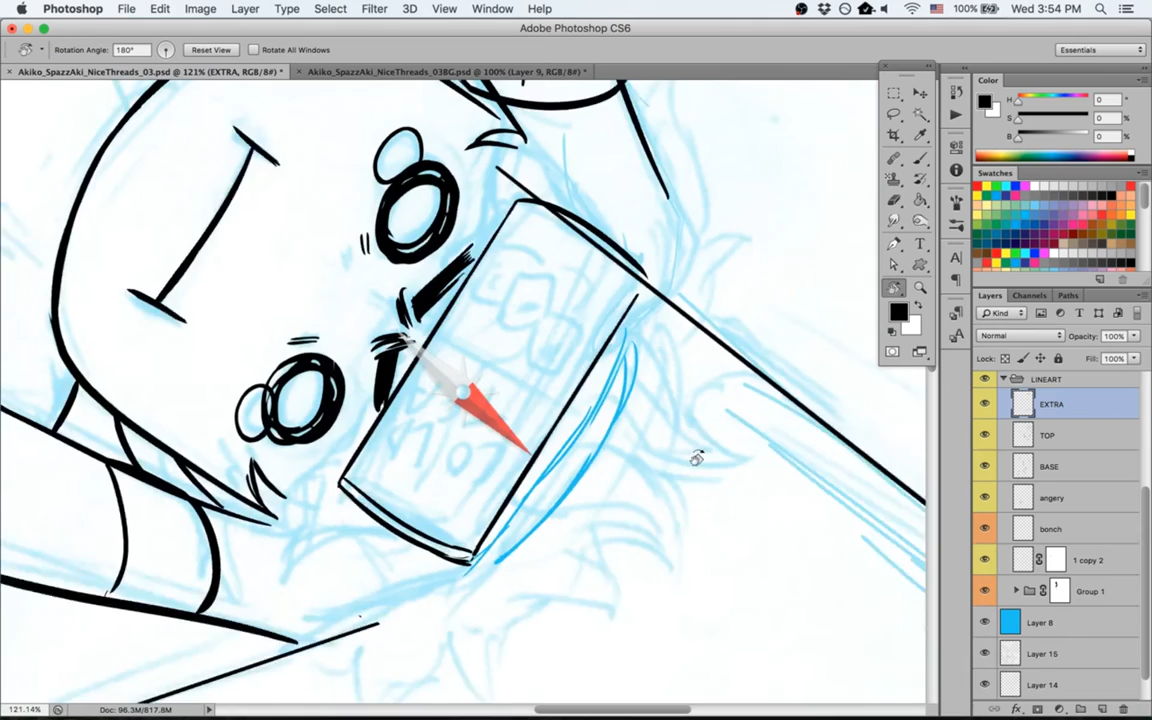 Photoshop File Edit Image Layer Type Select Filter 3D View Window Help 100% Wed 3:54 PM
Adobe Photoshop CS6
Rotation Angle: 180° Reset View Rotate All Windows Essentials
Akiko_SpazzAki_NiceThreads_03.psd @ 121% (EXTRA, RGB/8#) * Akiko_SpazzAki_NiceThreads_03BG.psd @ 100% (Layer 9, RGB/8#) *
Color
H 0 °
S 0 %
B 0 %
Swatches
Layers Channels Paths
Kind
Normal Opacity: 100%
Lock: Fill: 100%
LINEART
EXTRA
TOP
BASE
angery
bonch
1 copy 2
Group 1
Layer 8
Layer 15
Layer 14
121.14% Doc: 96.3M/817.8M